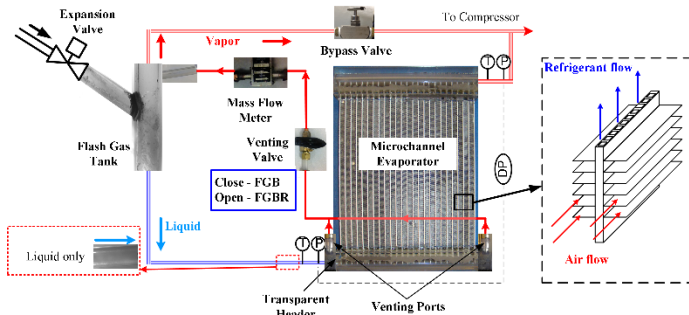 Expansion
Valve
To Compressor
Vapor
Bypass Valve
T P
Refrigerant flow
Mass Flow
Meter
Flash Gas
Tank
Venting
Valve
Microchannel
Evaporator
DP
Close - FGB
Open - FGBR
Liquid
Liquid only
T P
Air flow
Transparent
Header
Venting Ports